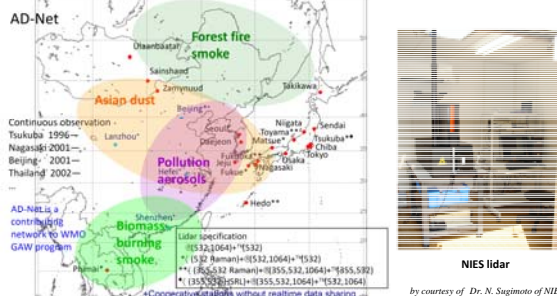 AD-Net
Forest fire
smoke
Ulaanbaatar
Sainshand
Zamynuud
Takikawa
Asian dust
Beijing*
Continuous observation
Tsukuba 1996—
Nagasaki 2001—
Beijing 2001—
Thailand 2002—
...
Lanzhou*
Seoul
Daejeon
Niigata
Sendai
Toyama**
Tsukuba**
Matsue*
Chiba
Tokyo
Osaka
Fukuoka
Nagasaki
Jeju
Fukue
Pollution
aerosols
Hefei*
Hedo**
AD-Net is a
contributing
network to WMO
GAW program
Shenzhen*
Biomass-
burning
smoke
Phimai*
Lidar specification
NIES lidar
by courtesy of Dr. N. Sugimoto of NIES